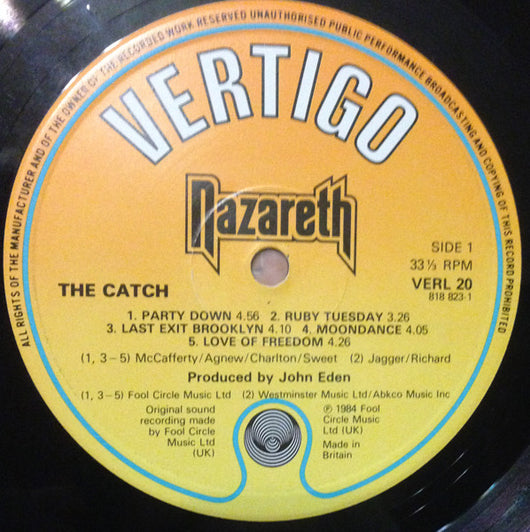 ALL RIGHTS OF THE MANUFACTURER AND OF THE OWNER OF THE RECORDED WORK RESERVED UNAUTHORISED PUBLIC PERFORMANCE BROADCASTING AND COPYING OF THIS RECORD PROHIBITED
VERTIGO
Nazareth
SIDE 1
33⅓ RPM
THE CATCH
VERL 20
818 823-1
1. PARTY DOWN 4.56 2. RUBY TUESDAY 3.26
3. LAST EXIT BROOKLYN 4.10 4. MOONDANCE 4.05
5. LOVE OF FREEDOM 4.26
(1, 3-5) McCafferty/Agnew/Charlton/Sweet (2) Jagger/Richard
Produced by John Eden
(1, 3-5) Fool Circle Music Ltd (2) Westminster Music Ltd/Abkco Music Inc
Original sound
recording made
by Fool Circle
Music Ltd
(UK)
℗ 1984 Fool
Circle Music
Ltd (UK)
Made in
Britain